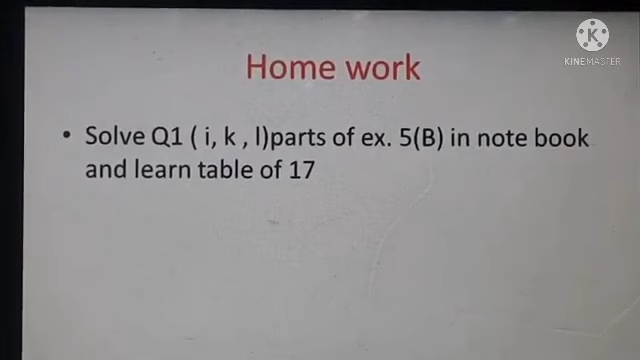 Home work
• Solve Q1 ( i, k , l)parts of ex. 5(B) in note book
and learn table of 17
K
KINEMASTER